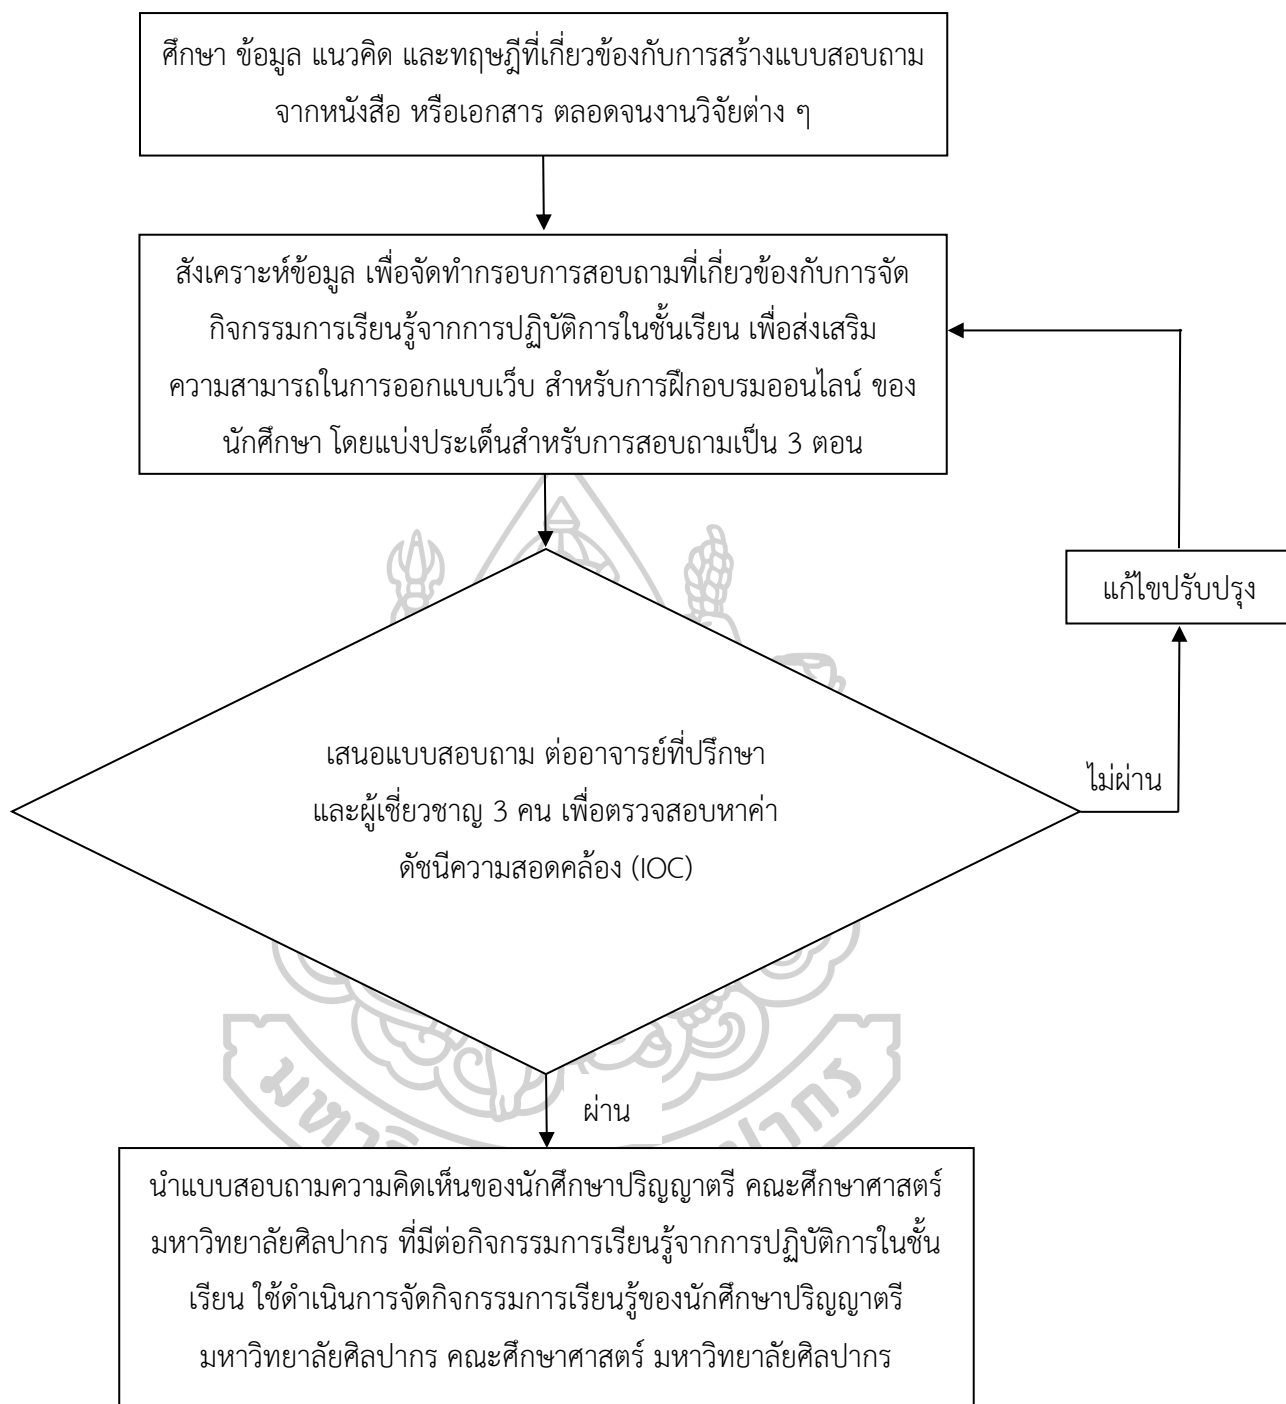 ศึกษา ข้อมูล แนวคิด และทฤษฎีที่เกี่ยวข้องกับการสร้างแบบสอบถาม
จากหนังสือ หรือเอกสาร ตลอดจนงานวิจัยต่าง ๆ
สังเคราะห์ข้อมูล เพื่อจัดทำกรอบการสอบถามที่เกี่ยวข้องกับการจัด
กิจกรรมการเรียนรู้จากการปฏิบัติการในชั้นเรียน เพื่อส่งเสริม
ความสามารถในการออกแบบเว็บ สำหรับการฝึกอบรมออนไลน์ ของ
นักศึกษา โดยแบ่งประเด็นสำหรับการสอบถามเป็น 3 ตอน
แก้ไขปรับปรุง
เสนอแบบสอบถาม ต่ออาจารย์ที่ปรึกษา
และผู้เชี่ยวชาญ 3 คน เพื่อตรวจสอบหาค่า
ดัชนีความสอดคล้อง (IOC)
ไม่ผ่าน
ผ่าน
นำแบบสอบถามความคิดเห็นของนักศึกษาปริญญาตรี คณะศึกษาศาสตร์
มหาวิทยาลัยศิลปากร ที่มีต่อกิจกรรมการเรียนรู้จากการปฏิบัติการในชั้น
เรียน ใช้ดำเนินการจัดกิจกรรมการเรียนรู้ของนักศึกษาปริญญาตรี
มหาวิทยาลัยศิลปากร คณะศึกษาศาสตร์ มหาวิทยาลัยศิลปากร